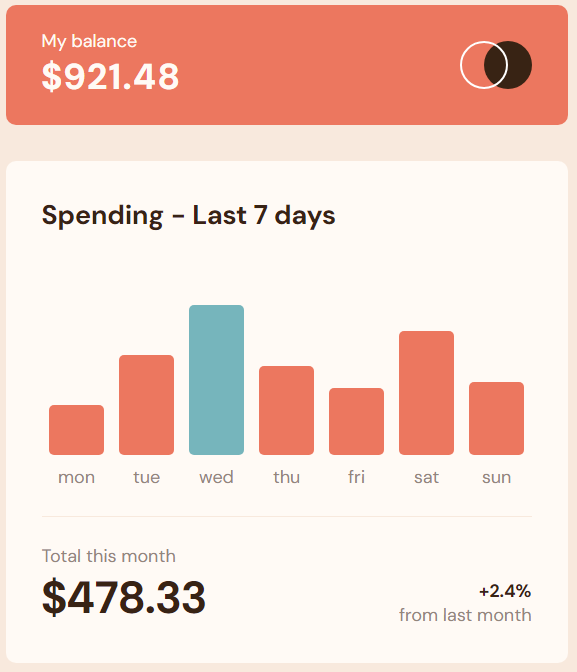 My balance
$921.48
Spending - Last 7 days
mon tue wed thu fri sat sun
Total this month
$478.33
+2.4%
from last month